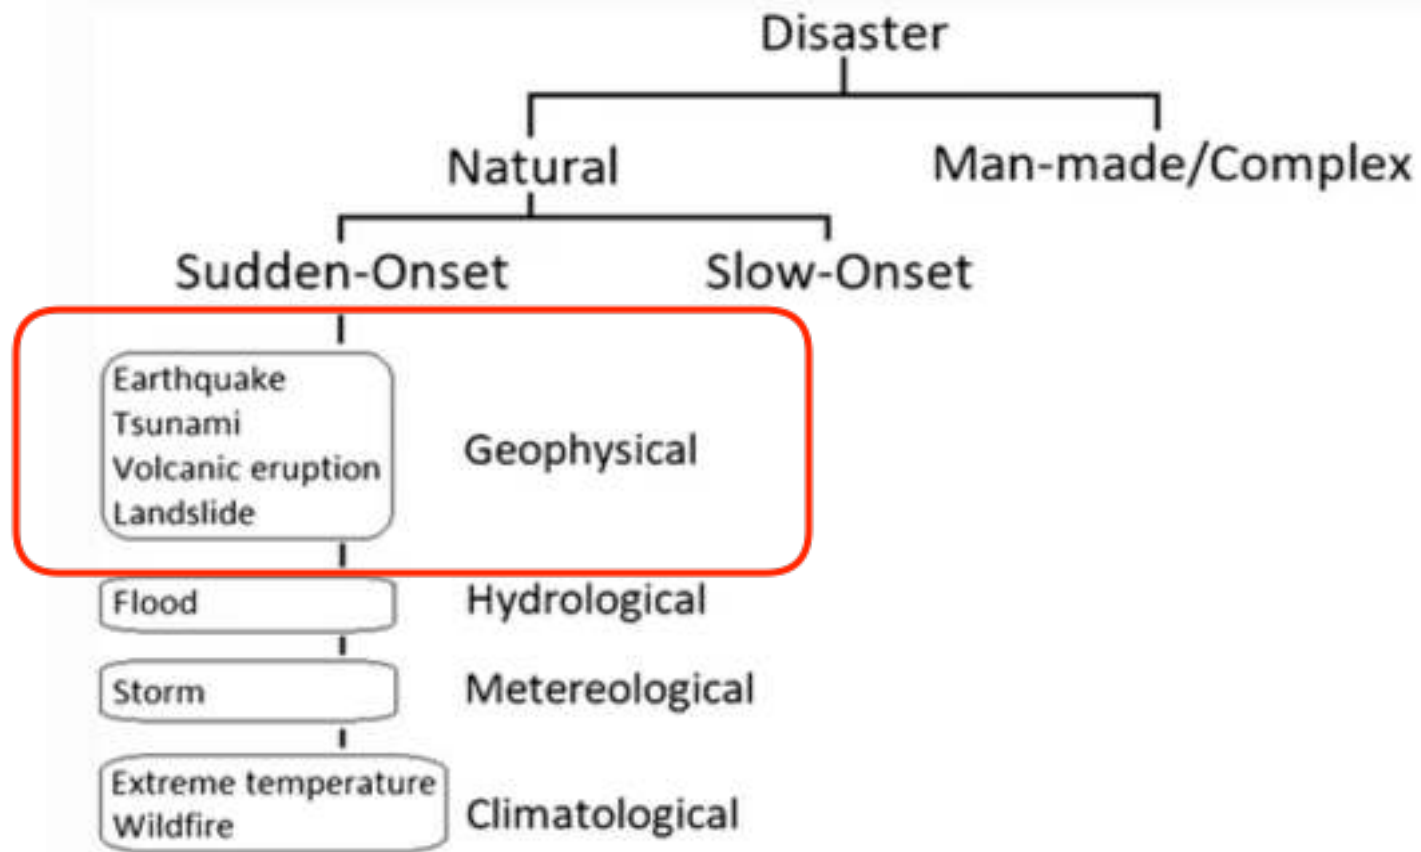 Disaster
Natural
Man-made/Complex
Sudden-Onset
Slow-Onset
Earthquake
Tsunami
Volcanic eruption
Landslide
Geophysical
Flood
Hydrological
Storm
Metereological
Extreme temperature
Wildfire
Climatological